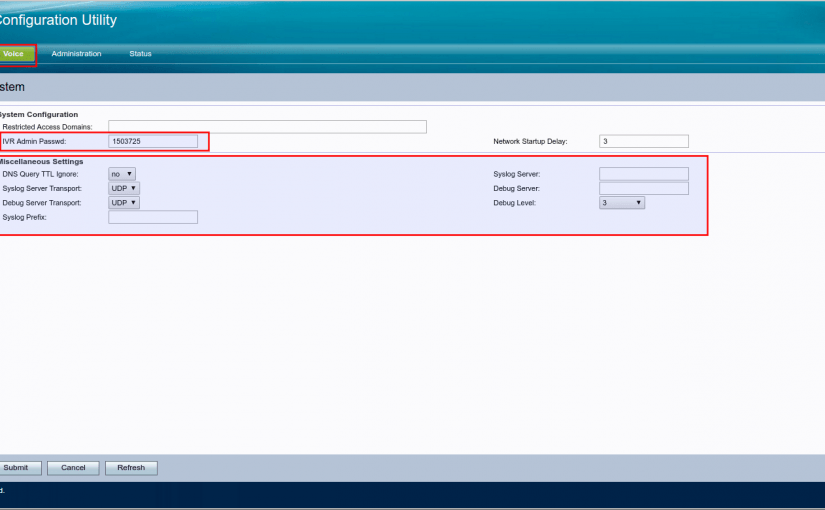 Configuration Utility
Voice Administration Status
stem
System Configuration
Restricted Access Domains:
IVR Admin Passwd: 1503725 Network Startup Delay: 3
Miscellaneous Settings
DNS Query TTL Ignore: no Syslog Server:
Syslog Server Transport: UDP Debug Server:
Debug Server Transport: UDP Debug Level: 3
Syslog Prefix:
Submit Cancel Refresh
d.